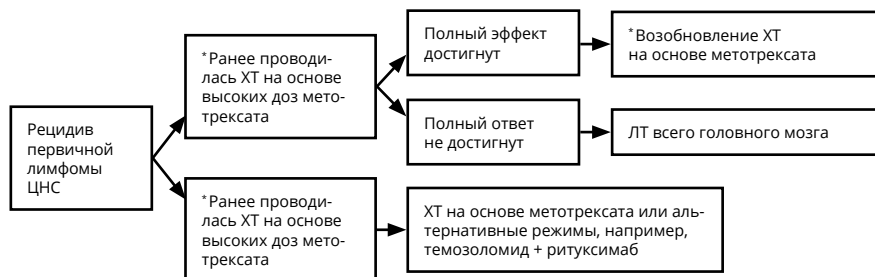 Рецидив
первичной
лимфомы
ЦНС
*Ранее проводи-
лась ХТ на основе
высоких доз мето-
трексата
Полный эффект
достигнут
*Возобновление ХТ
на основе метотрексата
Полный ответ
не достигнут
ЛТ всего головного мозга
*Ранее проводи-
лась ХТ на основе
высоких доз мето-
трексата
ХТ на основе метотрексата или аль-
тернативные режимы, например,
темозоломид + ритуксимаб